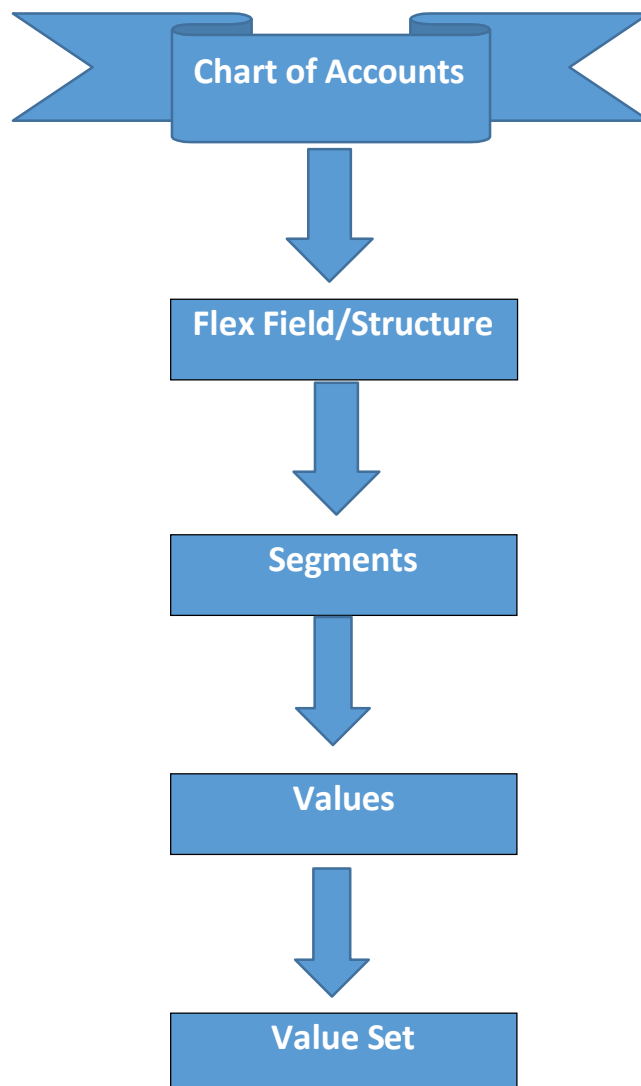 Chart of Accounts
Flex Field/Structure
Segments
Values
Value Set